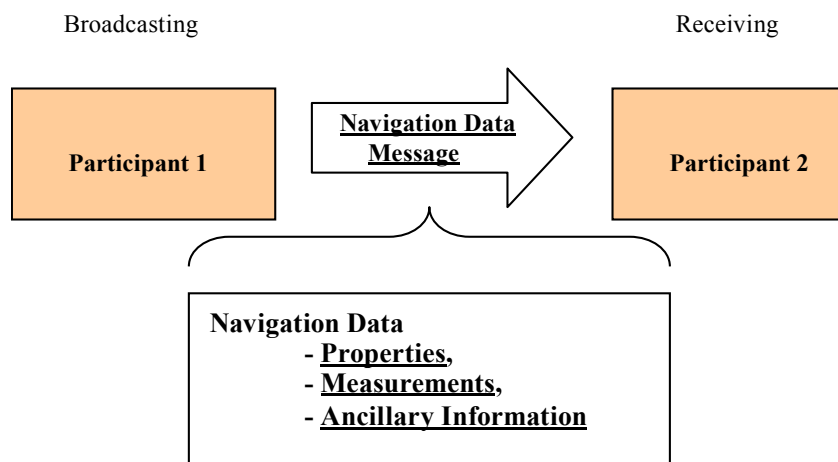 Broadcasting
Receiving
Participant 1
Navigation Data
Message
Participant 2
Navigation Data
- Properties,
- Measurements,
- Ancillary Information